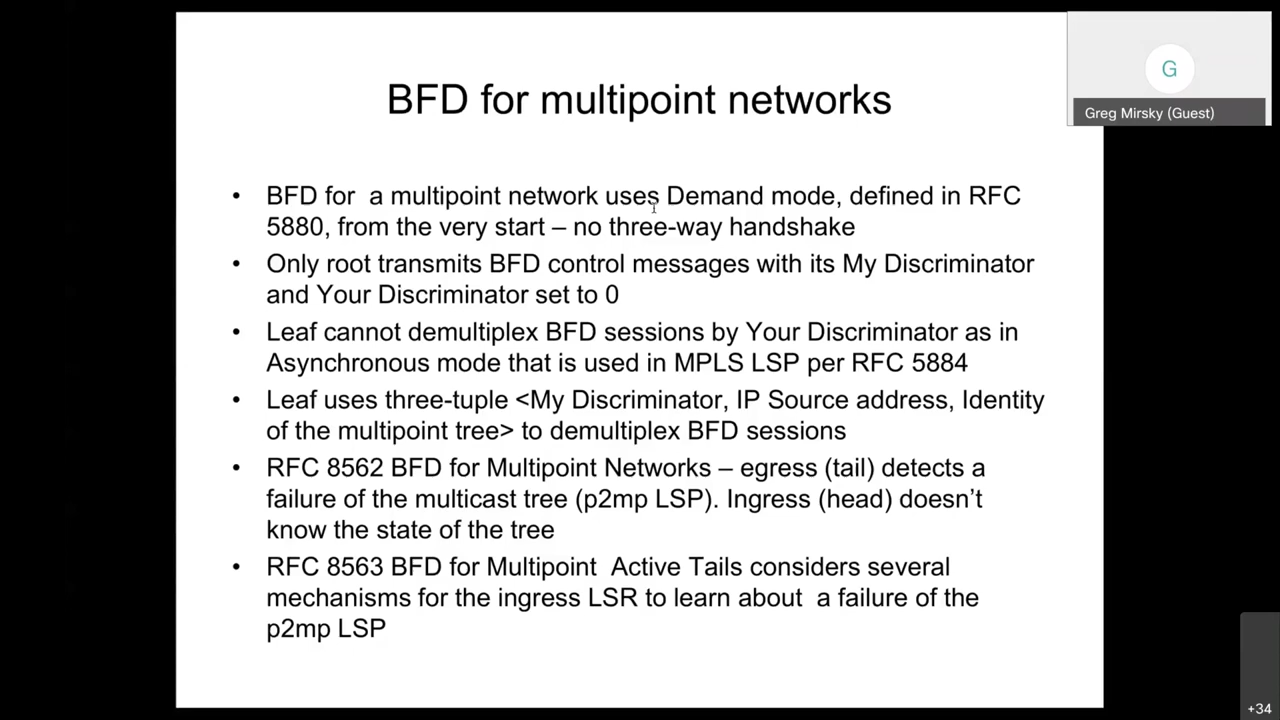 BFD for multipoint networks
G
Greg Mirsky (Guest)
• BFD for  a multipoint network uses Demand mode, defined in RFC
5880, from the very start – no three-way handshake
• Only root transmits BFD control messages with its My Discriminator
and Your Discriminator set to 0
• Leaf cannot demultiplex BFD sessions by Your Discriminator as in
Asynchronous mode that is used in MPLS LSP per RFC 5884
• Leaf uses three-tuple <My Discriminator, IP Source address, Identity
of the multipoint tree> to demultiplex BFD sessions
• RFC 8562 BFD for Multipoint Networks – egress (tail) detects a
failure of the multicast tree (p2mp LSP). Ingress (head) doesn’t
know the state of the tree
• RFC 8563 BFD for Multipoint  Active Tails considers several
mechanisms for the ingress LSR to learn about  a failure of the
p2mp LSP
+34